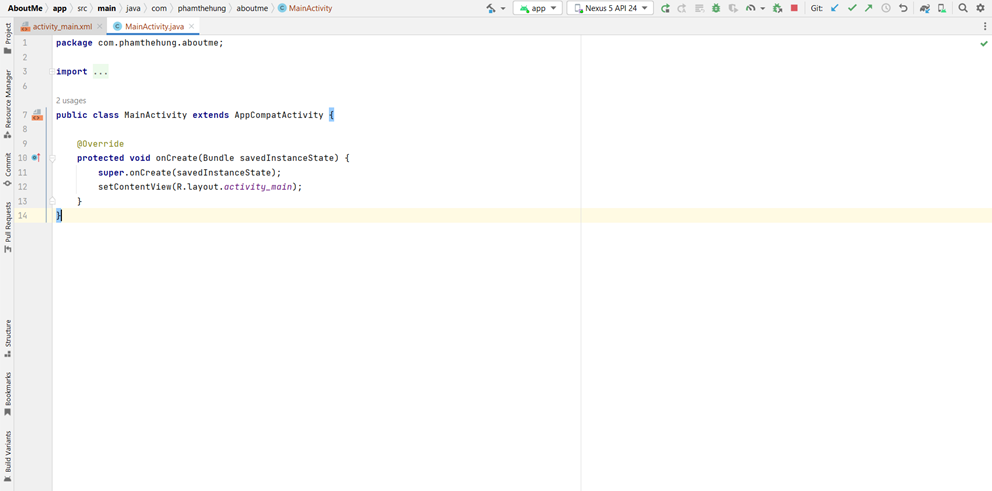 AboutMe app src main java com phamthehung aboutme MainActivity app Nexus 5 API 24 Git:
activity_main.xml MainActivity.java
Project
Resource Manager
Commit
Pull Requests
Structure
Bookmarks
Build Variants
1 package com.phamthehung.aboutme;
2
3 import ...
6
2 usages
7 public class MainActivity extends AppCompatActivity {
8
9 @Override
10 protected void onCreate(Bundle savedInstanceState) {
11 super.onCreate(savedInstanceState);
12 setContentView(R.layout.activity_main);
13 }
14 }